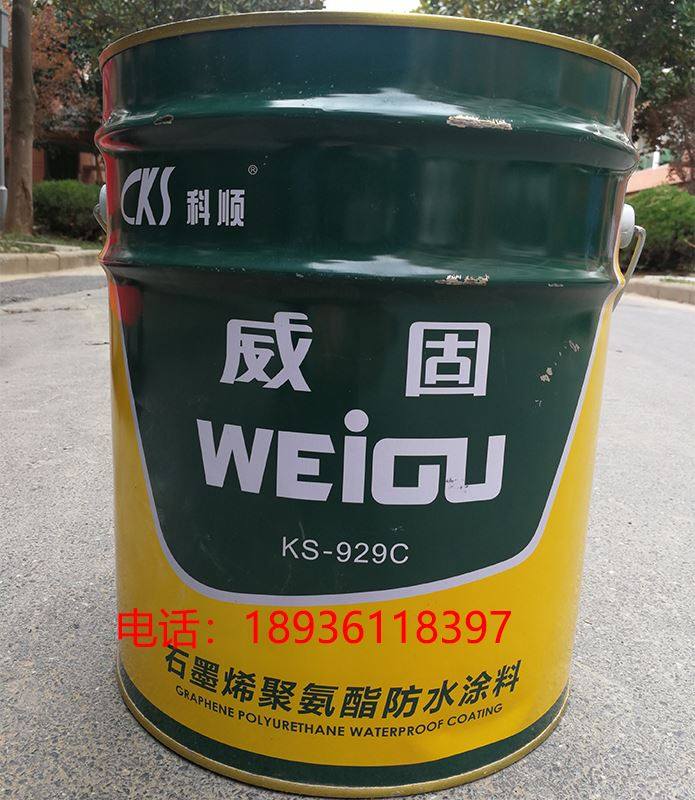 CKS 科顺®
威固
WEiGU
KS-929C
电话：18936118397
石墨烯聚氨酯防水涂料
GRAPHENE POLYURETHANE WATERPROOF COATING